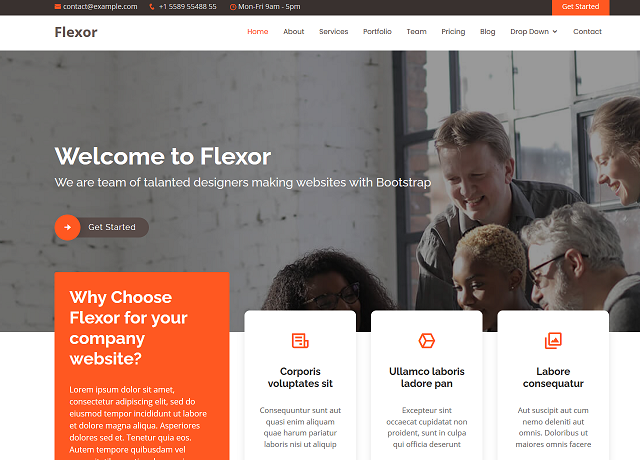 contact@example.com +1 5589 55488 55 Mon-Fri 9am - 5pm Get Started
Flexor Home About Services Portfolio Team Pricing Blog Drop Down Contact
Welcome to Flexor
We are team of talanted designers making websites with Bootstrap
Get Started
Why Choose
Flexor for your
company
website?
Lorem ipsum dolor sit amet,
consectetur adipiscing elit, sed do
eiusmod tempor incididunt ut labore
et dolore magna aliqua. Asperiores
dolores sed et. Tenetur quia eos.
Autem tempore quibusdam vel
Corporis
voluptates sit
Consequuntur sunt aut
quasi enim aliquam
quae harum pariatur
laboris nisi ut aliquip
Ullamco laboris
ladore pan
Excepteur sint
occaecat cupidatat non
proident, sunt in culpa
qui officia deserunt
Labore
consequatur
Aut suscipit aut cum
nemo deleniti aut
omnis. Doloribus ut
maiores omnis facere